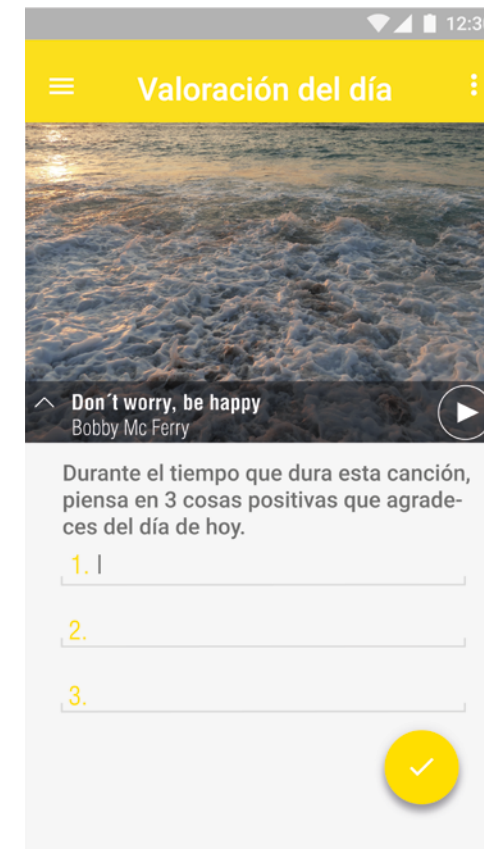 12:3
Valoración del día
Don´t worry, be happy
Bobby Mc Ferry
Durante el tiempo que dura esta canción,
piensa en 3 cosas positivas que agrade-
ces del día de hoy.
1.
2.
3.